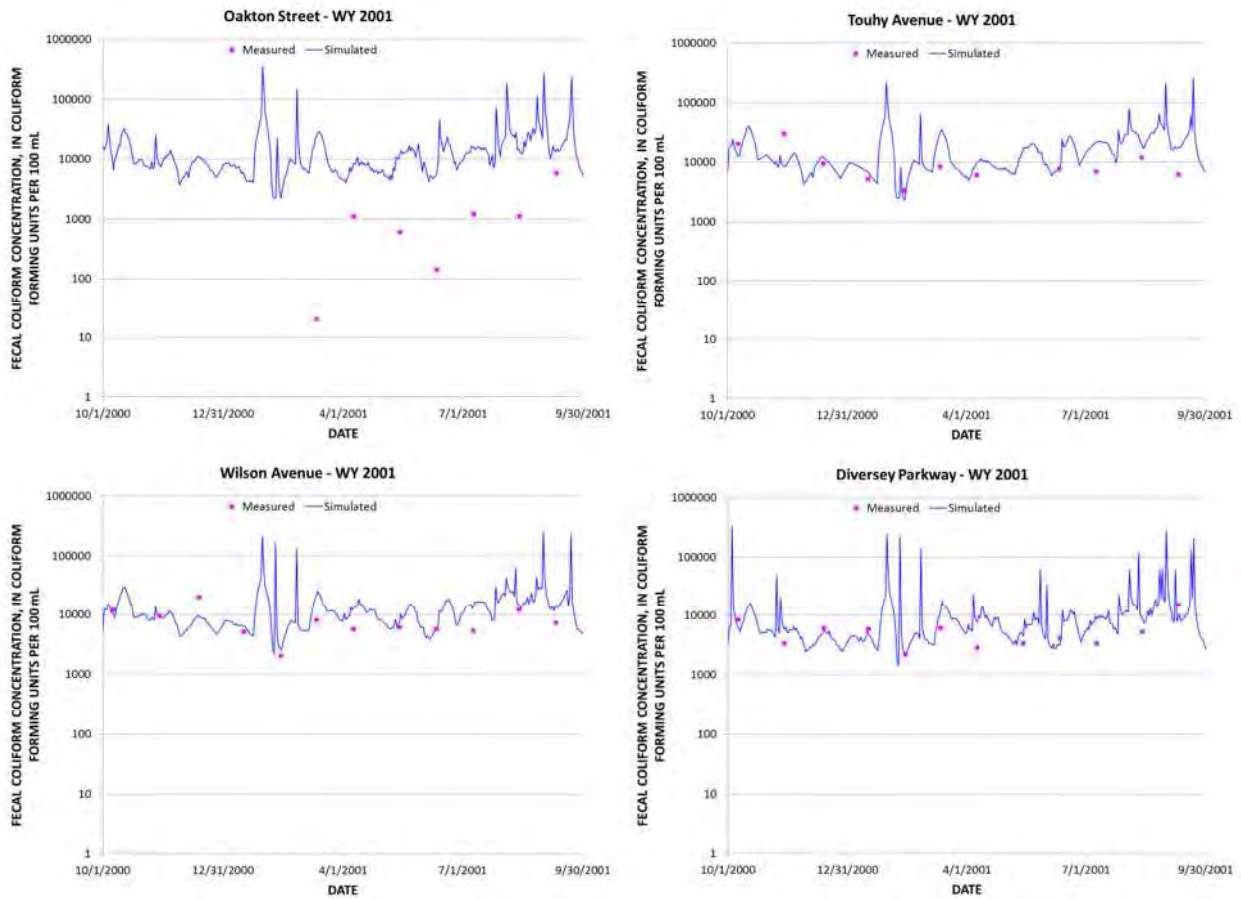 Oakton Street - WY 2001
FECAL COLIFORM CONCENTRATION, IN COLIFORM
FORMING UNITS PER 100 mL
1000000
100000
10000
1000
100
10
1
Measured
Simulated
10/1/2000
12/31/2000
4/1/2001
7/1/2001
9/30/2001
DATE
Touhy Avenue - WY 2001
FECAL COLIFORM CONCENTRATION, IN COLIFORM
FORMING UNITS PER 100 mL
1000000
100000
10000
1000
100
10
1
Measured
Simulated
10/1/2000
12/31/2000
4/1/2001
7/1/2001
9/30/2001
DATE
Wilson Avenue - WY 2001
FECAL COLIFORM CONCENTRATION, IN COLIFORM
FORMING UNITS PER 100mL
1000000
100000
10000
1000
100
10
1
Measured
Simulated
10/1/2000
12/31/2000
4/1/2001
7/1/2001
9/30/2001
DATE
Diversey Parkway - WY 2001
FECAL COLIFORM CONCENTRATION, IN COLIFORM
FORMING UNITS PER 100 mL
1000000
100000
10000
1000
100
10
1
Measured
Simulated
10/1/2000
12/31/2000
4/1/2001
7/1/2001
9/30/2001
DATE